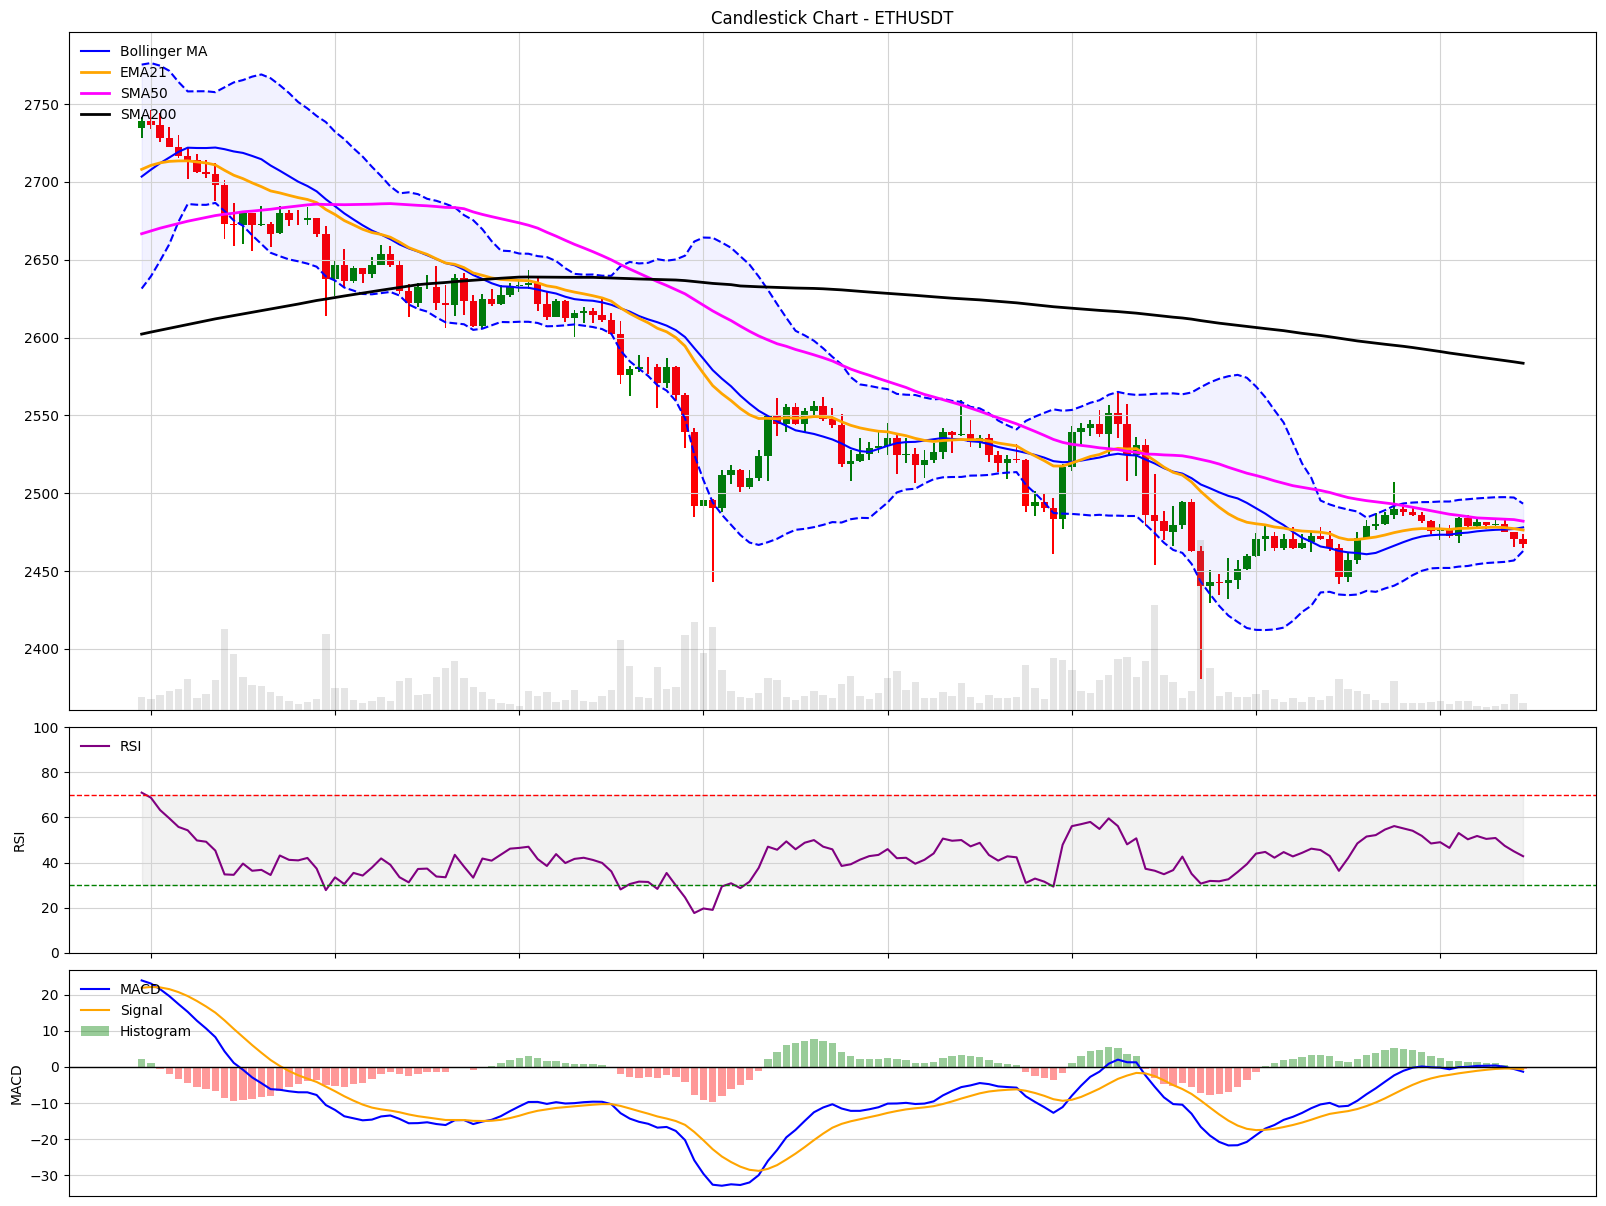 Candlestick Chart - ETHUSDT
Bollinger MA
EMA21
SMA50
SMA200
2750
2700
2650
2600
2550
2500
2450
2400
RSI
100
80
60
40
20
0
RSI
MACD
Signal
Histogram
20
10
0
−10
−20
−30
MACD